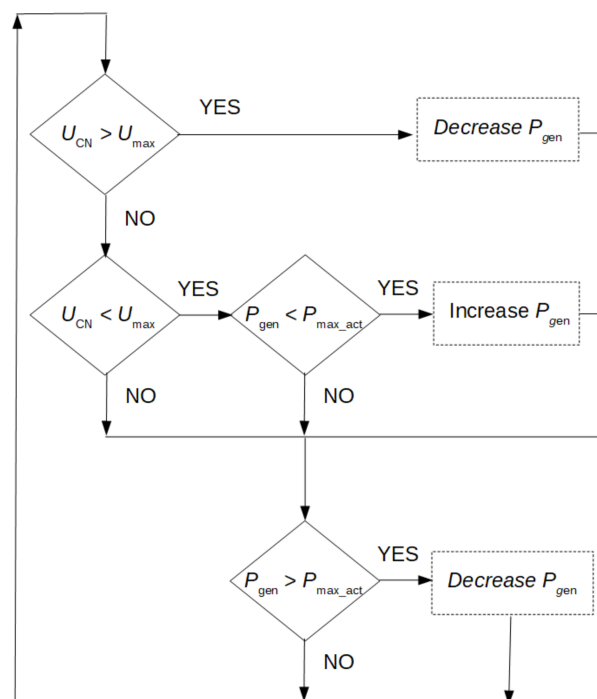 YES
U_CN > U_max
Decrease P_gen
NO
YES
YES
U_CN < U_max
P_gen < P_max_act
Increase P_gen
NO
NO
YES
P_gen > P_max_act
Decrease P_gen
NO